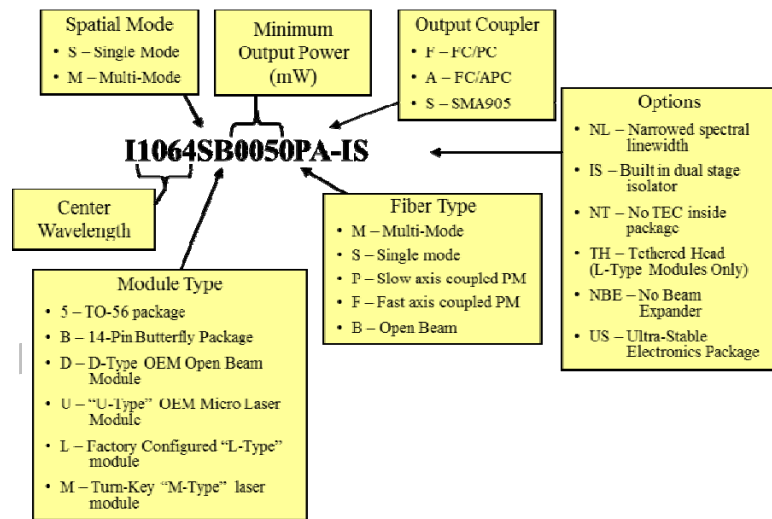 Spatial Mode
• S – Single Mode
• M – Multi-Mode
Minimum
Output Power
(mW)
Output Coupler
• F – FC/PC
• A – FC/APC
• S – SMA905
Options
• NL – Narrowed spectral
linewidth
• IS – Built in dual stage
isolator
• NT – No TEC inside
package
• TH – Tethered Head
(L-Type Modules Only)
• NBE – No Beam
Expander
• US – Ultra-Stable
Electronics Package
I1064SB0050PA-IS
Center
Wavelength
Fiber Type
• M – Multi-Mode
• S – Single mode
• P – Slow axis coupled PM
• F – Fast axis coupled PM
• B – Open Beam
Module Type
• 5 – TO-56 package
• B – 14-Pin Butterfly Package
• D – D-Type OEM Open Beam
Module
• U – “U-Type” OEM Micro Laser
Module
• L – Factory Configured “L-Type”
module
• M – Turn-Key “M-Type” laser
module